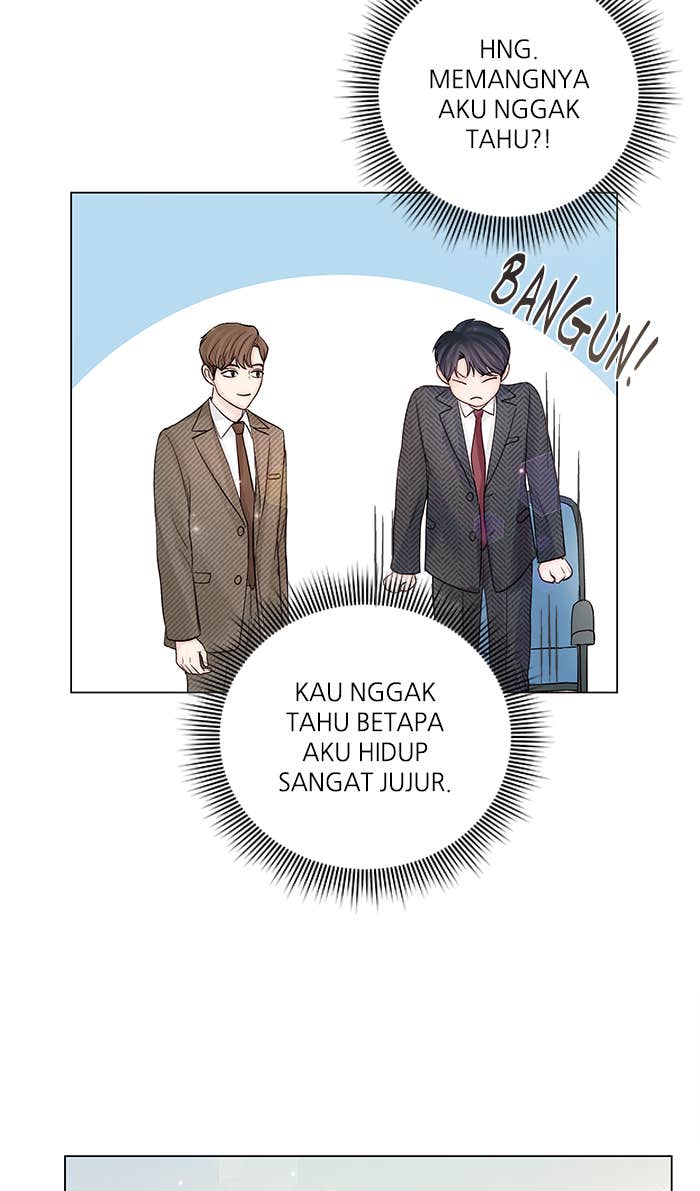 HNG.
MEMANGNYA
AKU NGGAK
TAHU?!
BANGUN!
KAU NGGAK
TAHU BETAPA
AKU HIDUP
SANGAT JUJUR.